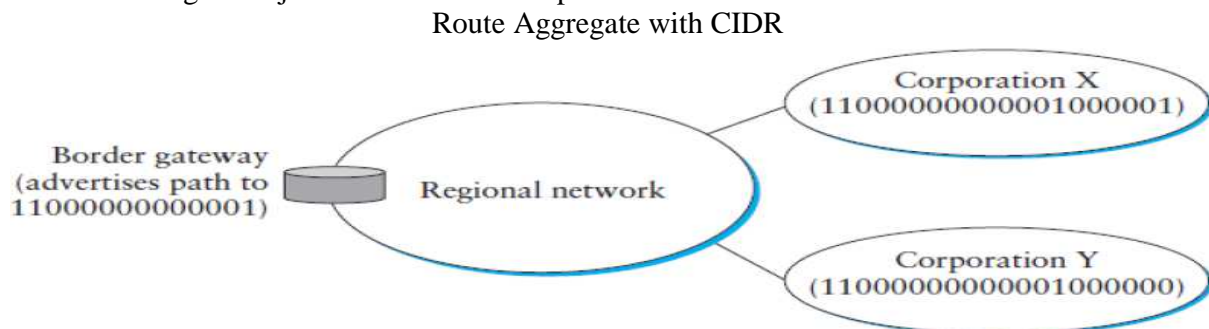 Route Aggregate with CIDR
Corporation X
(11000000000001000001)
Border gateway
(advertises path to
11000000000001)
Regional network
Corporation Y
(11000000000001000000)